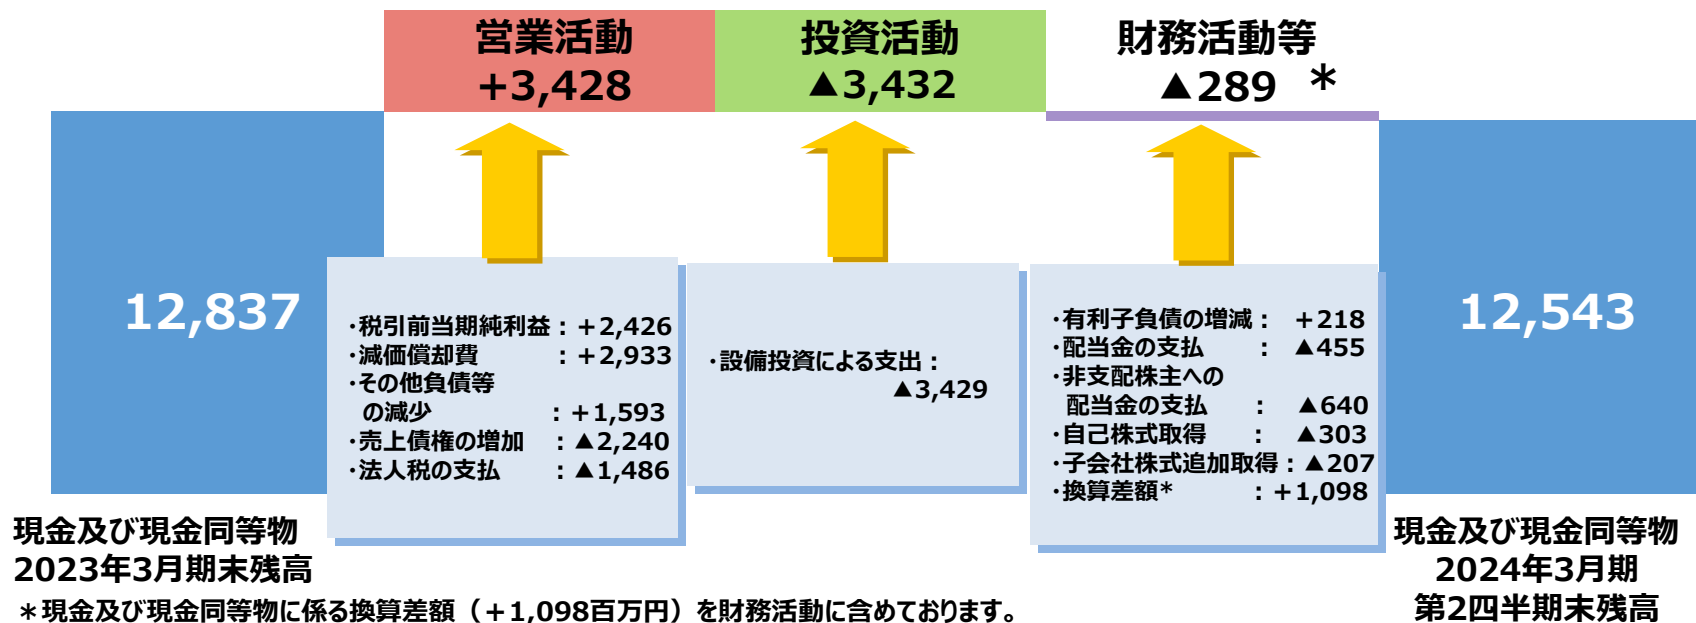 営業活動
+3,428
投資活動
▲3,432
財務活動等
▲289 *
12,837
・税引前当期純利益：+2,426
・減価償却費 ：+2,933
・その他負債等
の減少 ：+1,593
・売上債権の増加 ：▲2,240
・法人税の支払 ：▲1,486
・設備投資による支出：
▲3,429
・有利子負債の増減： +218
・配当金の支払 ： ▲455
・非支配株主への
配当金の支払 ： ▲640
・自己株式取得 ： ▲303
・子会社株式追加取得：▲207
・換算差額* ：+1,098
12,543
現金及び現金同等物
2023年3月期末残高
現金及び現金同等物
2024年3月期
第2四半期末残高
＊現金及び現金同等物に係る換算差額（+1,098百万円）を財務活動に含めております。